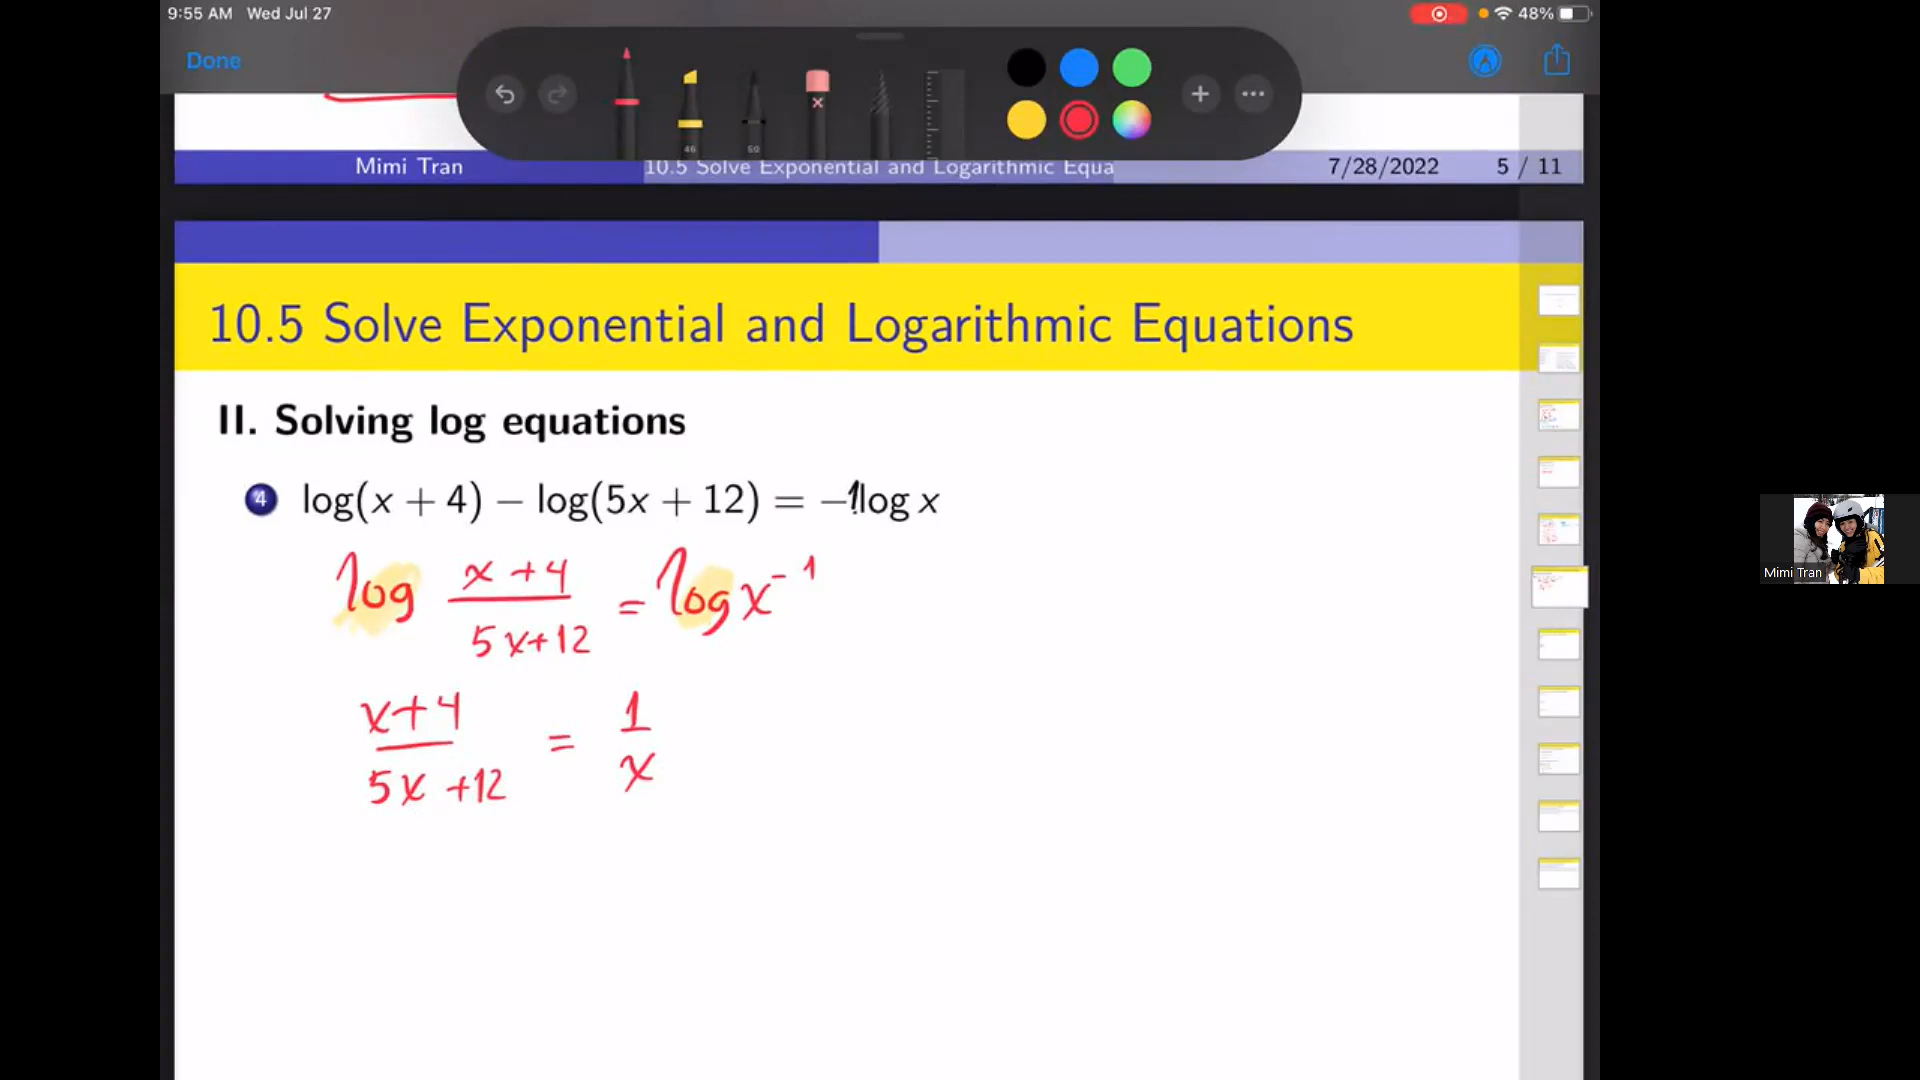 9:55 AM Wed Jul 27
48%
Done
46
50
Mimi Tran
10.5 Solve Exponential and Logarithmic Equa
7/28/2022
5 / 11
10.5 Solve Exponential and Logarithmic Equations
II. Solving log equations
4 log(x + 4) − log(5x + 12) = −1log x
log (x+4)/(5x+12) = log x⁻¹
(x+4)/(5x+12) = 1/x
Mimi Tran